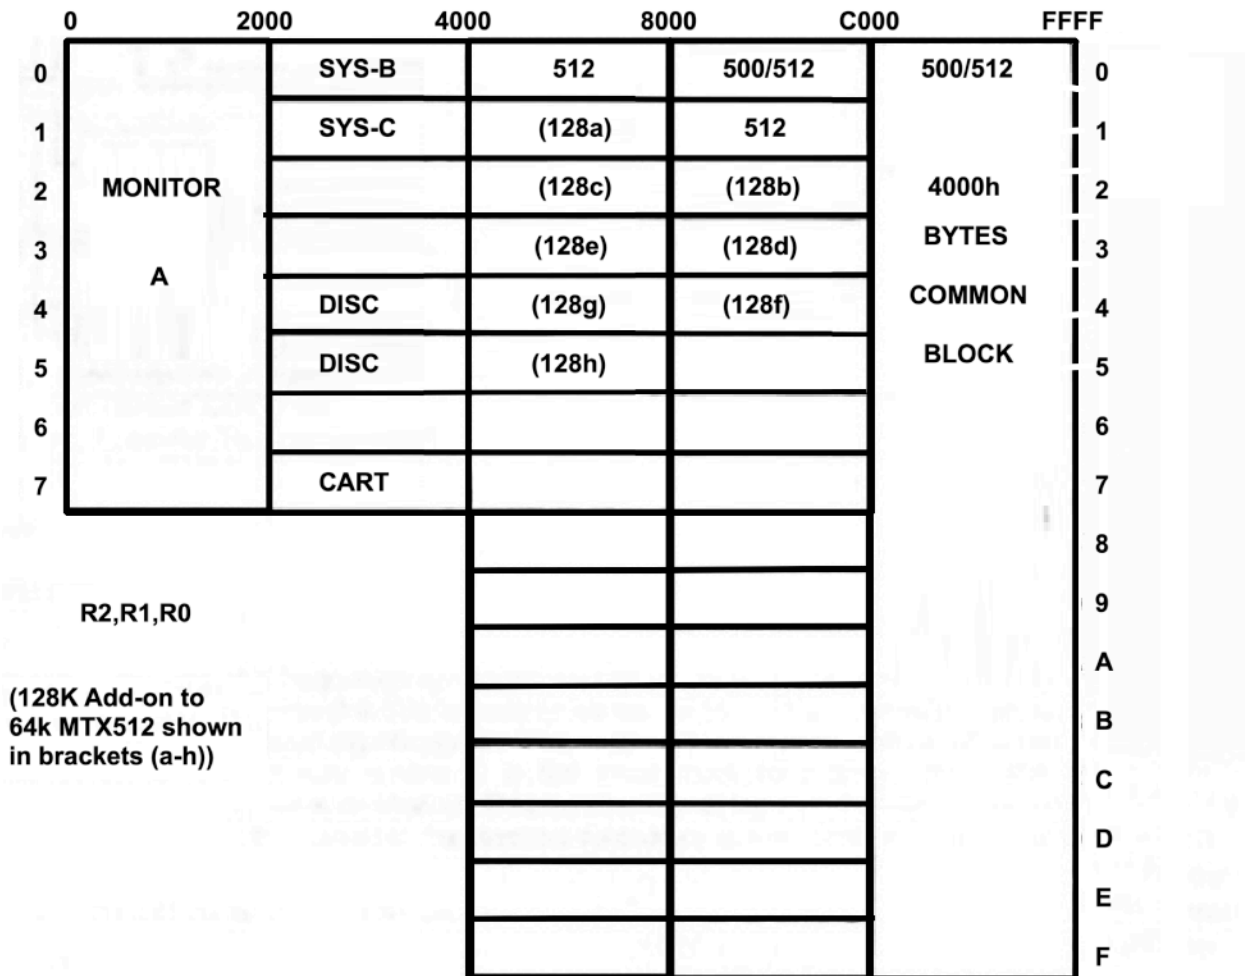 0 2000 4000 8000 C000 FFFF
0 SYS-B 512 500/512 500/512 0
1 SYS-C (128a) 512 1
2 MONITOR (128c) (128b) 4000h 2
BYTES
3 (128e) (128d) 3
A
4 DISC (128g) (128f) COMMON 4
5 DISC (128h) BLOCK 5
6 6
7 CART 7
8
R2,R1,R0 9
A
(128K Add-on to
64k MTX512 shown B
in brackets (a-h))
C
D
E
F